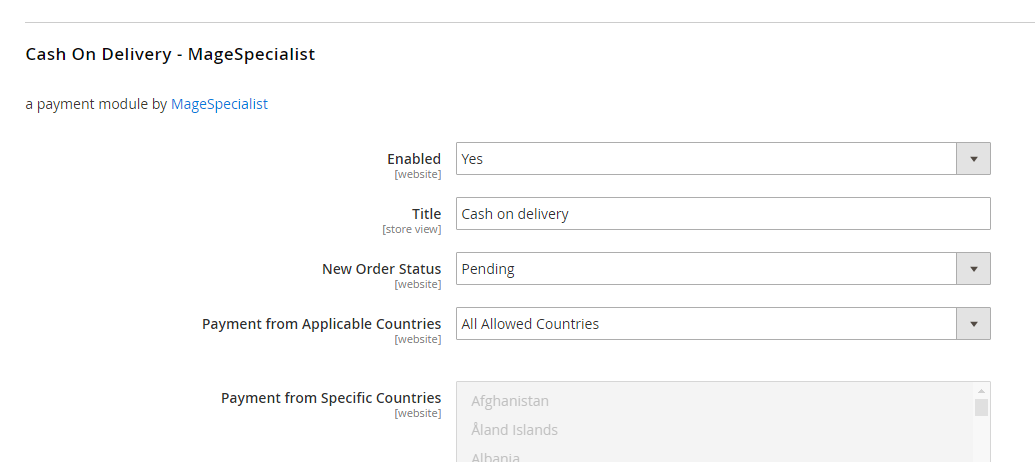 Cash On Delivery - MageSpecialist
a payment module by MageSpecialist
Enabled
[website]
Yes
Title
[store view]
Cash on delivery
New Order Status
[website]
Pending
Payment from Applicable Countries
[website]
All Allowed Countries
Payment from Specific Countries
[website]
Afghanistan
Åland Islands
Albania